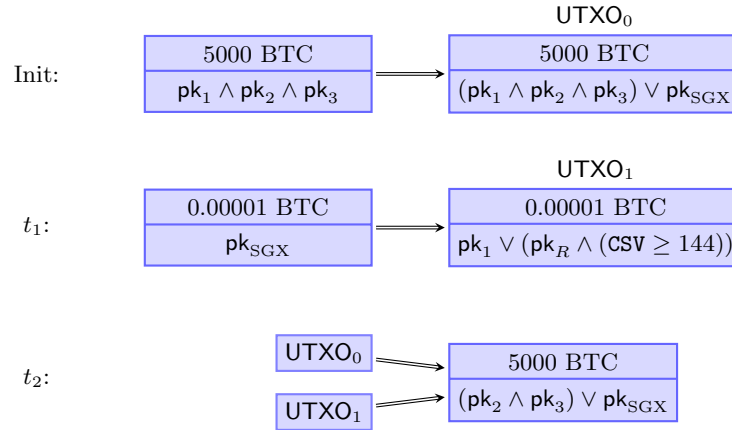 UTXO₀
Init:
5000 BTC
pk₁ ∧ pk₂ ∧ pk₃
5000 BTC
(pk₁ ∧ pk₂ ∧ pk₃) ∨ pk_SGX
UTXO₁
t₁:
0.00001 BTC
pk_SGX
0.00001 BTC
pk₁ ∨ (pk_R ∧ (CSV ≥ 144))
t₂:
UTXO₀
UTXO₁
5000 BTC
(pk₂ ∧ pk₃) ∨ pk_SGX